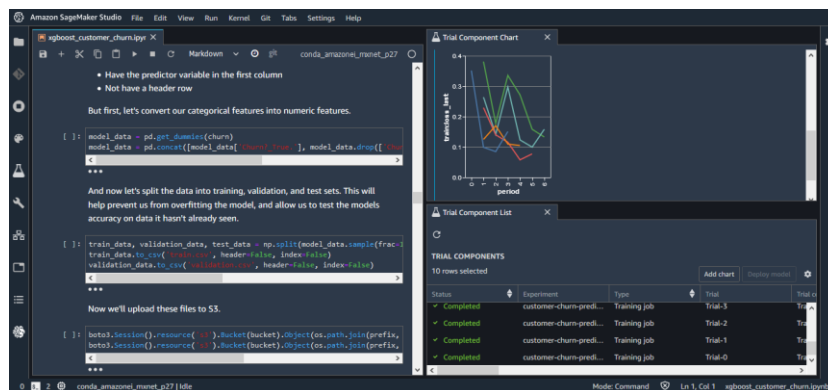 Amazon SageMaker Studio File Edit View Run Kernel Git Tabs Settings Help
xgboost_customer_churn.ipyr
Markdown
conda_amazonei_mxnet_p27
Have the predictor variable in the first column
Not have a header row
But first, let's convert our categorical features into numeric features.
[ ]: model_data = pd.get_dummies(churn)
model_data = pd.concat([model_data['Churn?_True.'], model_data.drop([
And now let's split the data into training, validation, and test sets. This will
help prevent us from overfitting the model, and allow us to test the models
accuracy on data it hasn't already seen.
[ ]: train_data, validation_data, test_data = np.split(model_data.sample(frac=
train_data.to_csv('train.csv', header=False, index=False)
validation_data.to_csv('validation.csv', header=False, index=False)
Now we'll upload these files to S3.
[ ]: boto3.Session().resource('s3').Bucket(bucket).Object(os.path.join(prefix,
boto3.Session().resource('s3').Bucket(bucket).Object(os.path.join(prefix,
Trial Component Chart
0.4
0.3
0.2
0.1
0.0
trainloss_last
0 1 2 3 4 5 6
period
Trial Component List
TRIAL COMPONENTS
10 rows selected
Add chart Deploy model
Status Experiment Type Trial Trial c
Completed customer-churn-predi... Training job Trial-3 Tra
Completed customer-churn-predi... Training job Trial-2 Tra
Completed customer-churn-predi... Training job Trial-1 Tra
Completed customer-churn-predi... Training job Trial-0 Tra
0 2 conda_amazonei_mxnet_p27 | Idle
Mode: Command Ln 1, Col 1 xgboost_customer_churn.ipynb